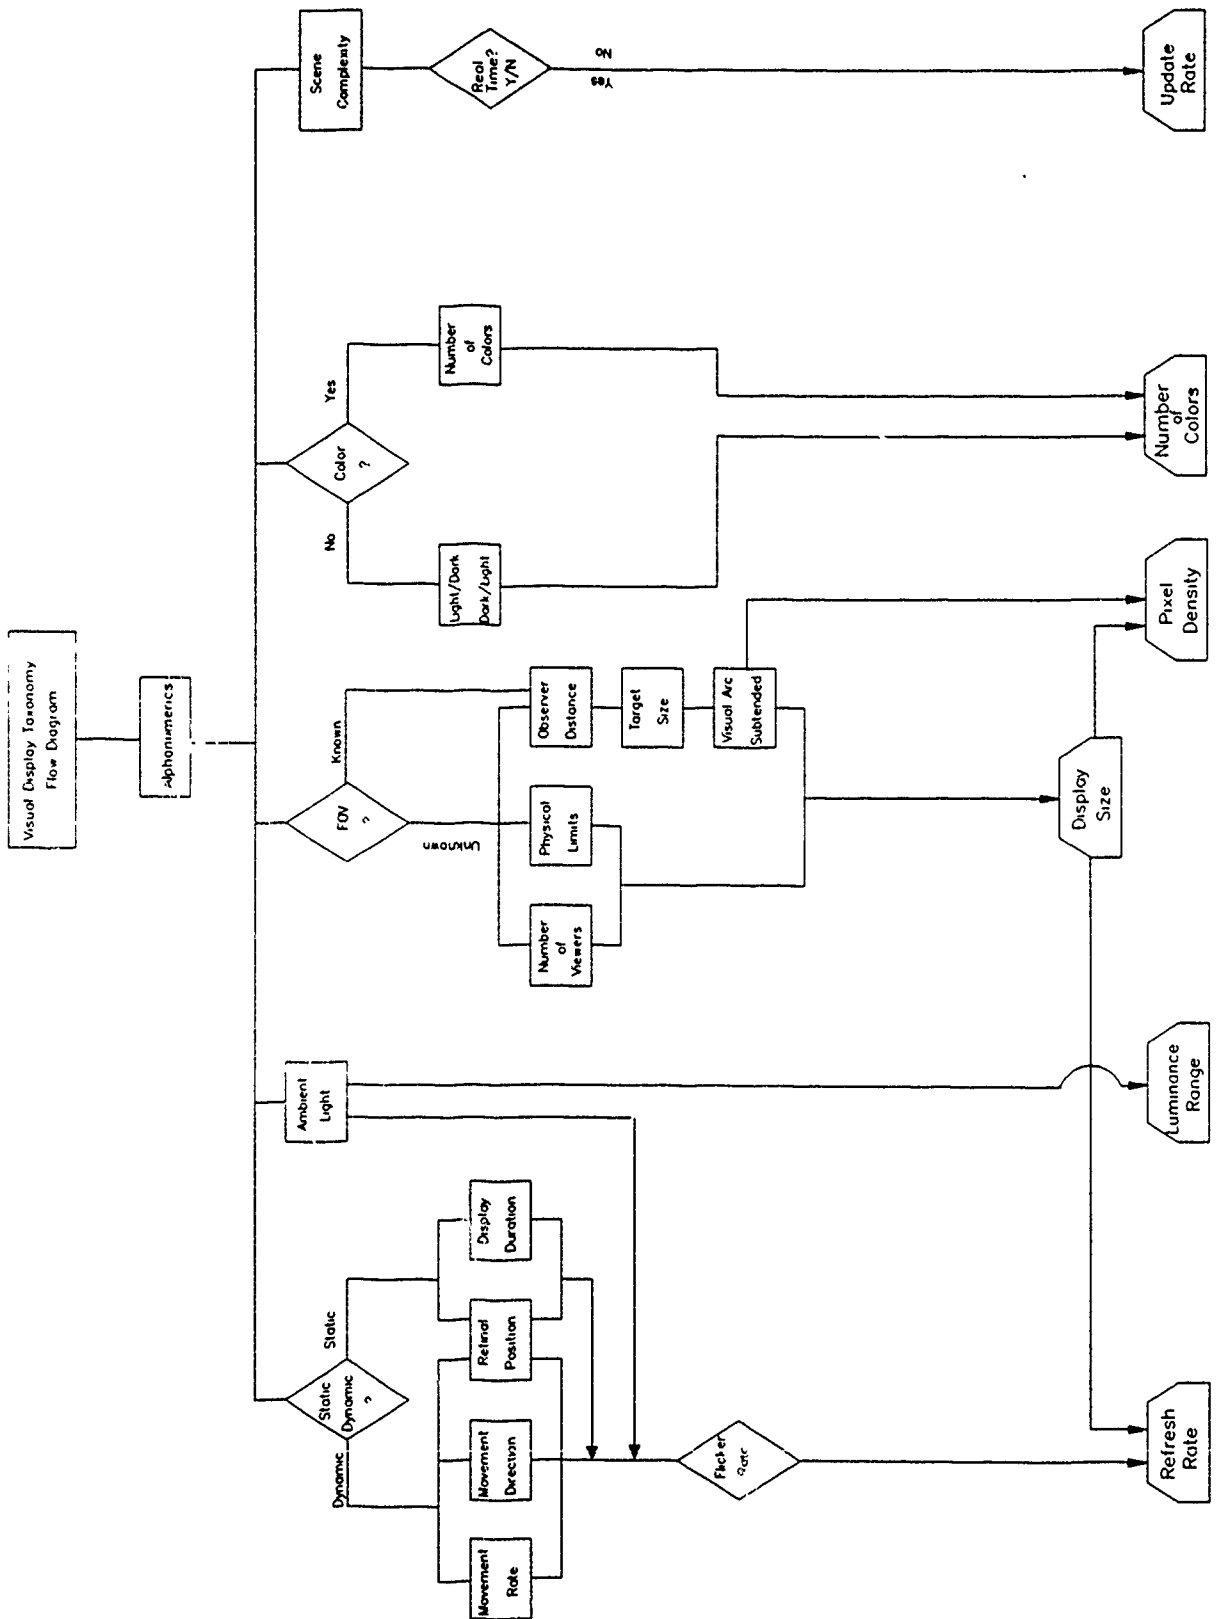 Visual Display Taxonomy
Flow Diagram
Alphanumerics
Static
Dynamic
?
Ambient
Light
FOV
?
Color
?
Scene
Complexity
Dynamic
Static
Unknown
Known
No
Yes
Real
Time?
Y/N
Yes
No
Movement
Rate
Movement
Direction
Retinal
Position
Display
Duration
Number
of
Viewers
Physical
Limits
Observer
Distance
Light/Dark
Dark/Light
Number
of
Colors
Target
Size
Visual Arc
Subtended
Flicker
Rate
Display
Size
Refresh
Rate
Luminance
Range
Pixel
Density
Number
of
Colors
Update
Rate